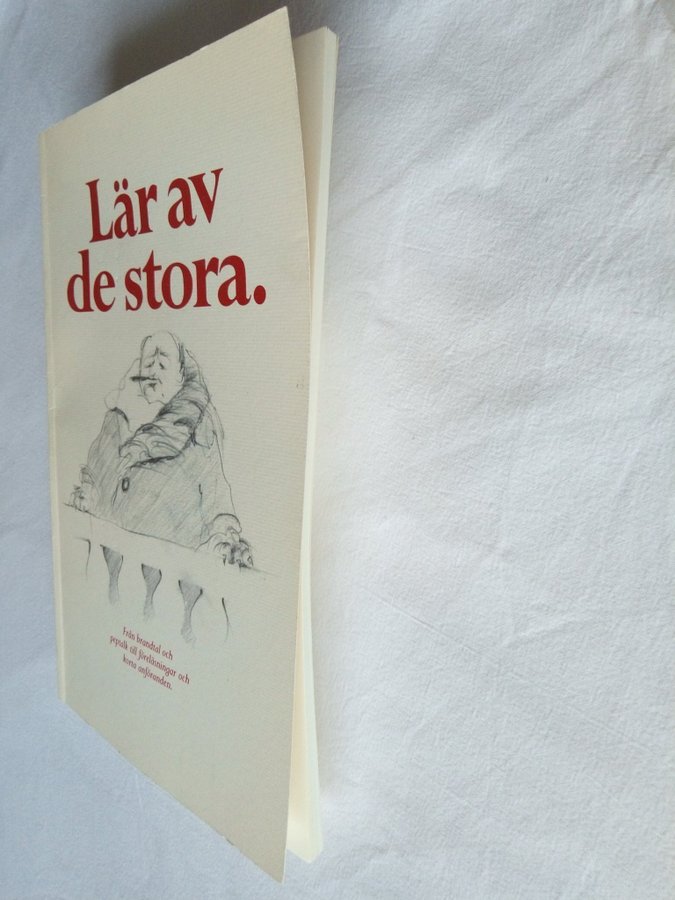 Lär av
de stora.
Från brandtal och
peptalk till föreläsningar och
korta anföranden.